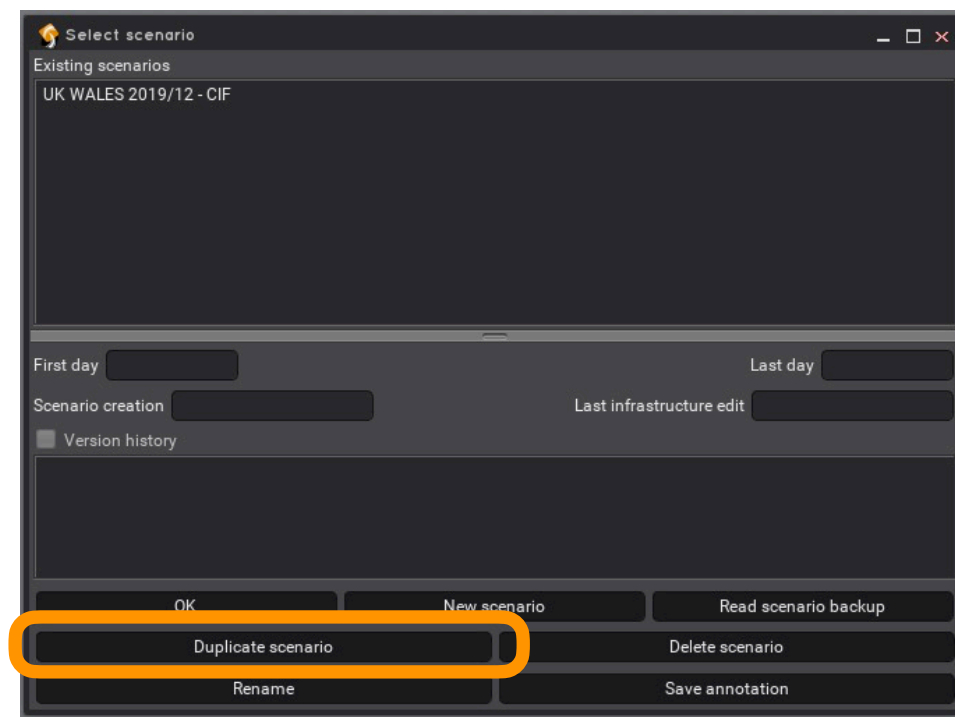 Select scenario
Existing scenarios
UK WALES 2019/12 - CIF
First day Last day
Scenario creation Last infrastructure edit
Version history
OK New scenario Read scenario backup
Duplicate scenario Delete scenario
Rename Save annotation